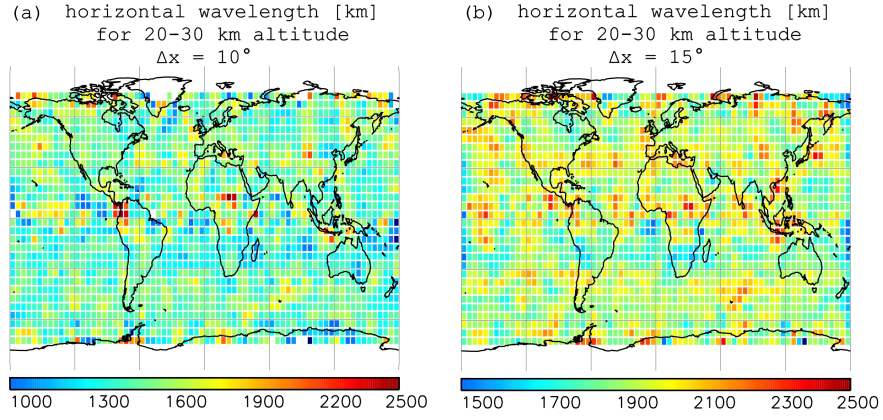 (a) horizontal wavelength [km]
for 20-30 km altitude
Δx = 10°
1000 1300 1600 1900 2200 2500
(b) horizontal wavelength [km]
for 20-30 km altitude
Δx = 15°
1500 1700 1900 2100 2300 2500